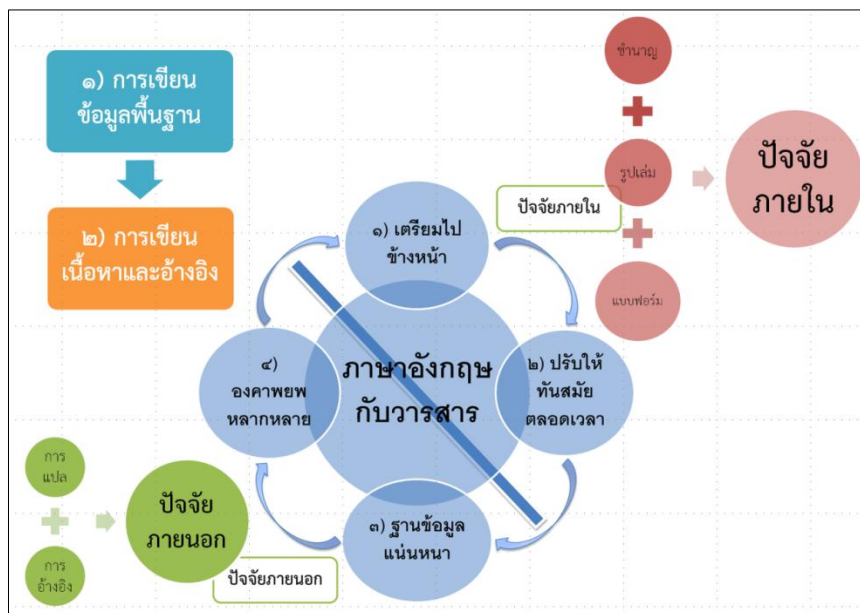 ๑) การเขียน
ข้อมูลพื้นฐาน
๒) การเขียน
เนื้อหาและอ้างอิง
ชำนาญ
รูปเล่ม
แบบฟอร์ม
ปัจจัย
ภายใน
ปัจจัยภายใน
๑) เตรียมไป
ข้างหน้า
๒) ปรับให้
ทันสมัย
ตลอดเวลา
ภาษาอังกฤษ
กับวารสาร
๔)
องคาพยพ
หลากหลาย
๓) ฐานข้อมูล
แน่นหนา
การ
แปล
การ
อ้างอิง
ปัจจัย
ภายนอก
ปัจจัยภายนอก